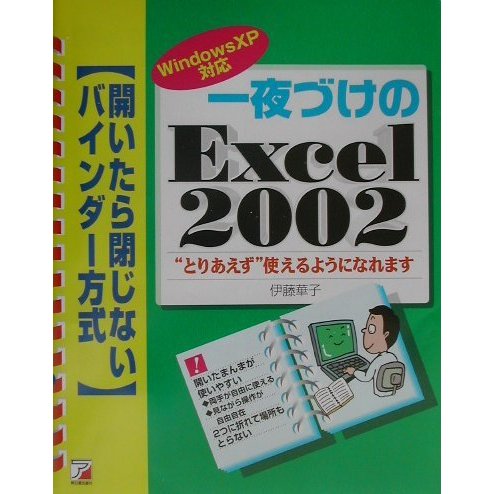 WindowsXP
対応
一夜づけの
Excel
2002
“とりあえず”使えるようになれます
伊藤華子
【開いたら閉じない
バインダー方式】
！
開いたまんまが
使いやすい
◆両手が自由に使える
◆見ながら操作が
自由自在
2つに折れて場所も
とらない
ア